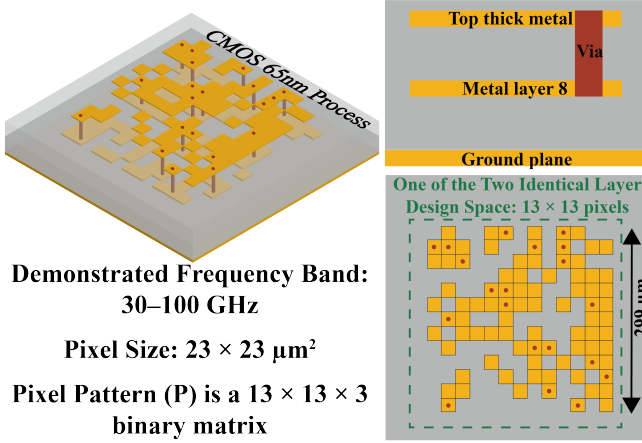 CMOS 65nm Process
Demonstrated Frequency Band:
30–100 GHz
Pixel Size: 23 × 23 µm²
Pixel Pattern (P) is a 13 × 13 × 3
binary matrix
Top thick metal
Via
Metal layer 8
Ground plane
One of the Two Identical Layer
Design Space: 13 × 13 pixels
299 µm